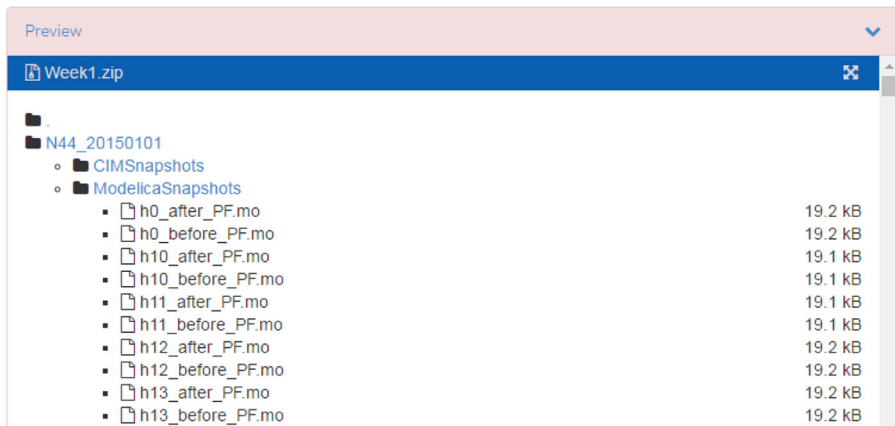 Preview
Week1.zip
.
N44_20150101
CIMSnapshots
ModelicaSnapshots
h0_after_PF.mo 19.2 kB
h0_before_PF.mo 19.2 kB
h10_after_PF.mo 19.1 kB
h10_before_PF.mo 19.1 kB
h11_after_PF.mo 19.1 kB
h11_before_PF.mo 19.1 kB
h12_after_PF.mo 19.2 kB
h12_before_PF.mo 19.2 kB
h13_after_PF.mo 19.2 kB
h13_before_PF.mo 19.2 kB